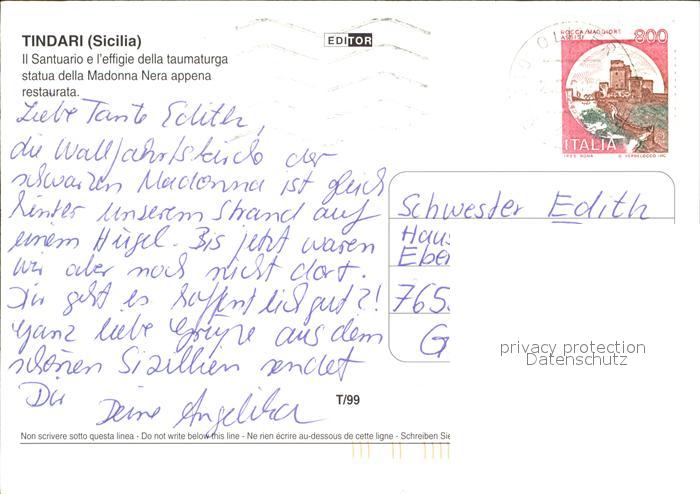 TINDARI (Sicilia)
Il Santuario e l'effigie della taumaturga
statua della Madonna Nera appena
restaurata.
EDITOR
ROCCA MAGGIORE
ASSISI
800
ITALIA
Liebe Tante Edith,
die Wallfahrtskirche der
schwarzen Madonna ist gleich
hinter unserem Strand auf
einem Hügel. Bis jetzt waren
wir aber noch nicht dort.
Dir geht es hoffentlich gut?!
Ganz liebe Grüße aus dem
schönen Sizilien sendet
Dir Deine Angelika
Schwester Edith
Haus
Eber
765
G
privacy protection
Datenschutz
T/99
Non scrivere sotto questa linea - Do not write below this line - Ne rien écrire au-dessous de cette ligne - Schreiben Sie